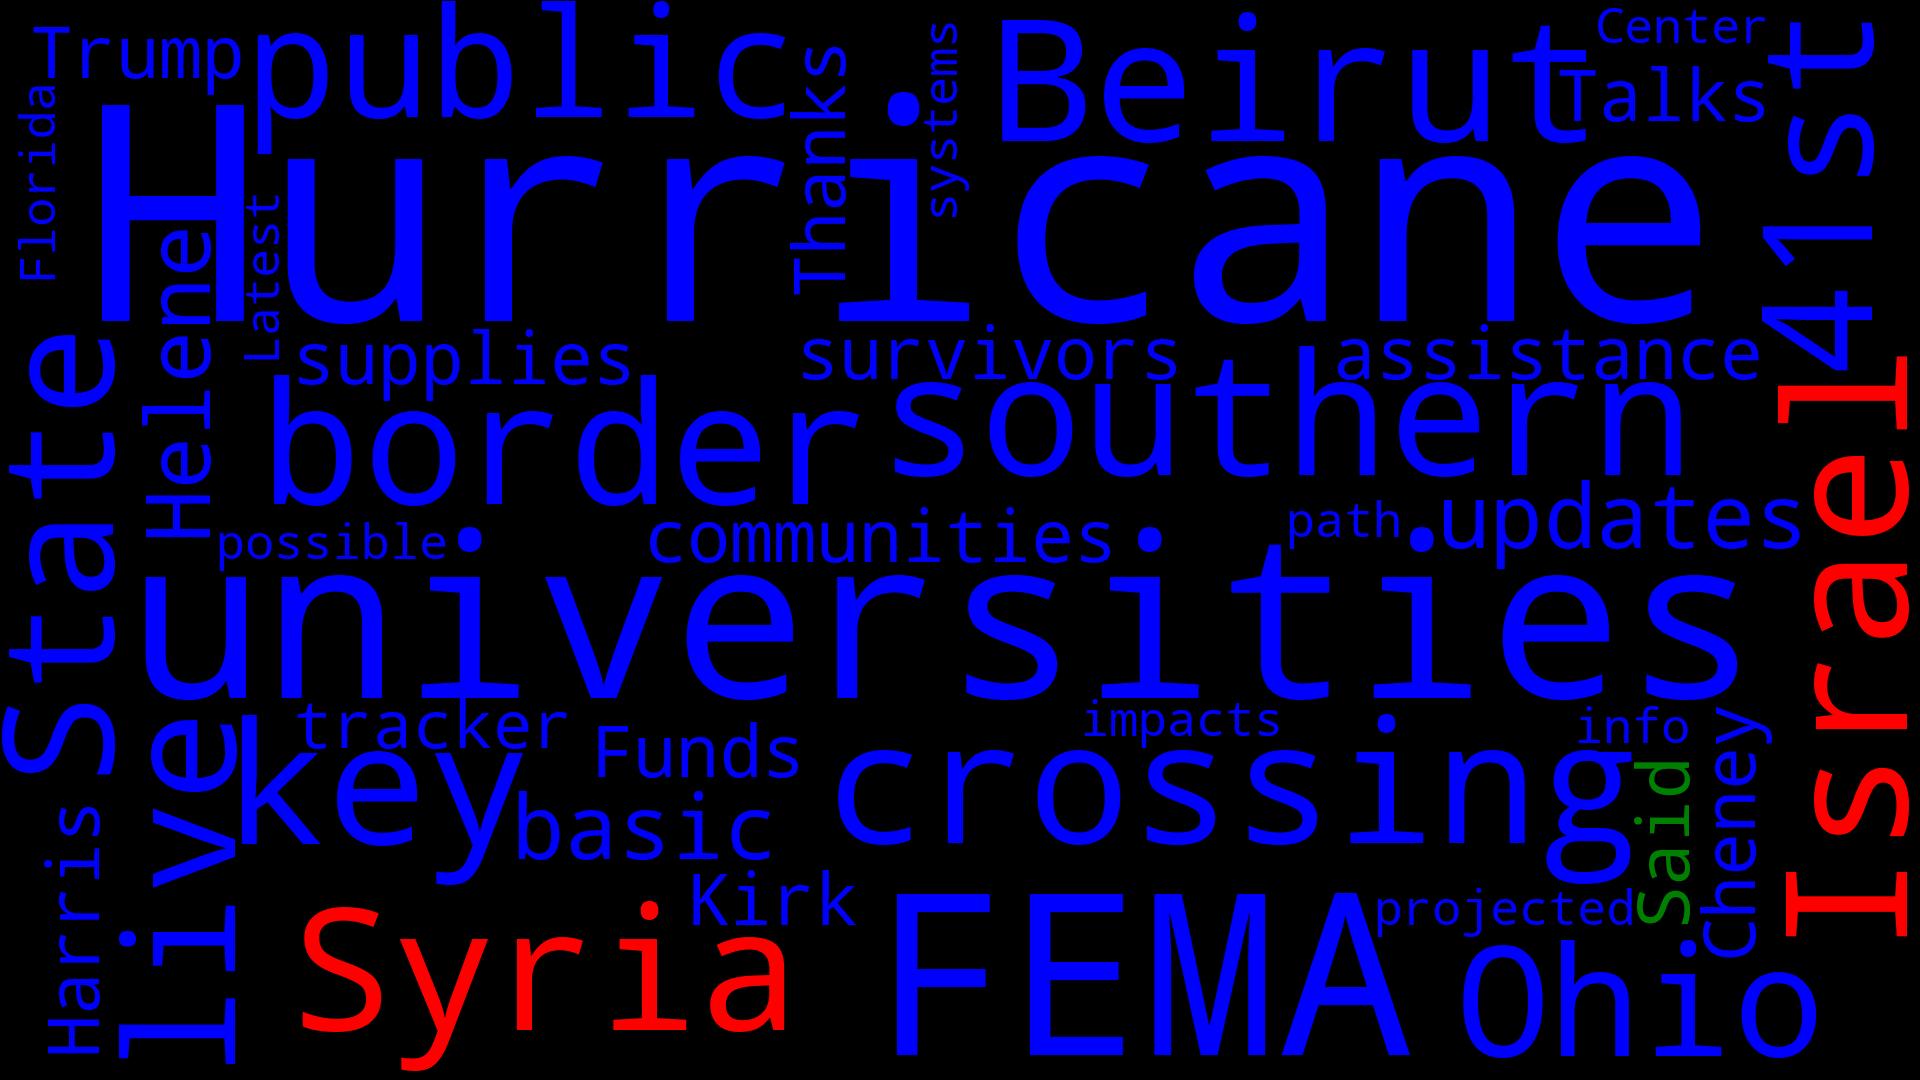 Trump
public
Beirut
Center
Talks
41st
Florida
Thanks
systems
Hurricane
Latest
Helene
State
supplies
survivors
assistance
border
southern
Israel
possible
communities
path
updates
universities
tracker
impacts
info
key
Funds
crossing
live
basic
Said
Cheney
Harris
Kirk
projected
Syria
FEMA
Ohio